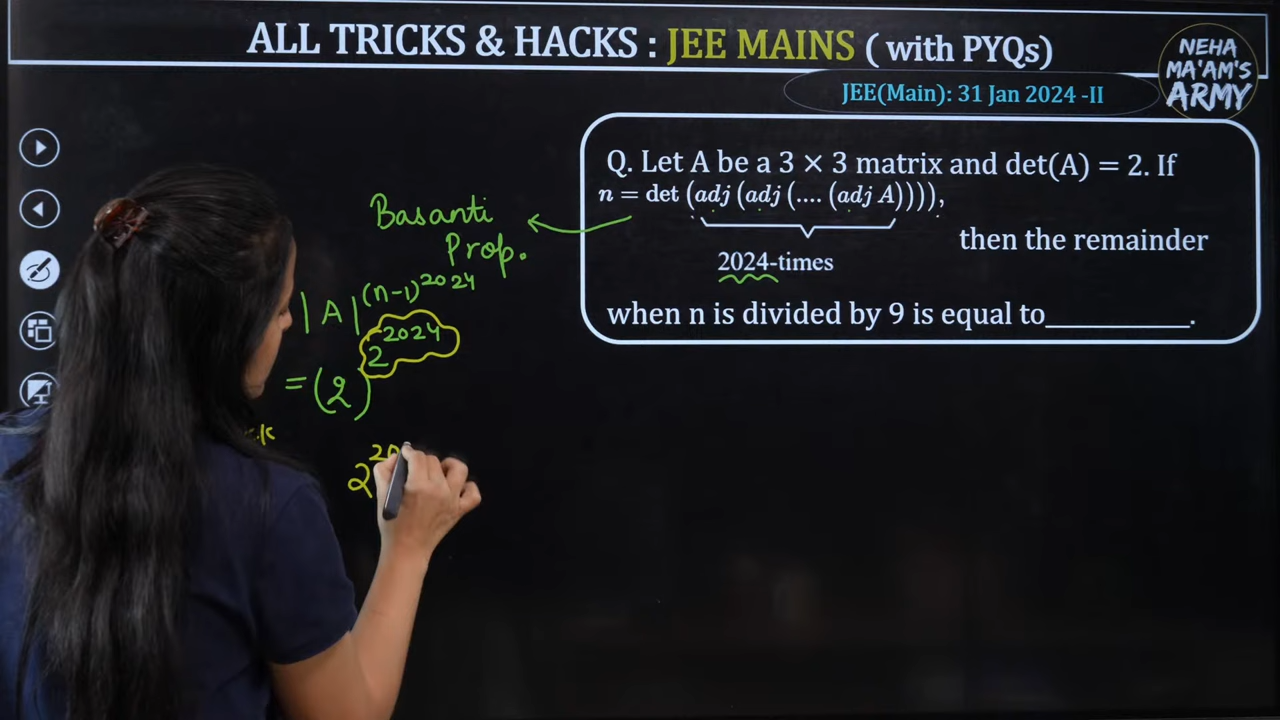 ALL TRICKS & HACKS : JEE MAINS ( with PYQs)
NEHA
MA'AM'S
ARMY
JEE(Main): 31 Jan 2024 -II
Q. Let A be a 3 × 3 matrix and det(A) = 2. If
n = det (adj (adj (.... (adj A)))),
2024-times
then the remainder
when n is divided by 9 is equal to__________.
Basanti
Prop.
|A|^(n-1)^2024
= (2)^2^2024
2^20